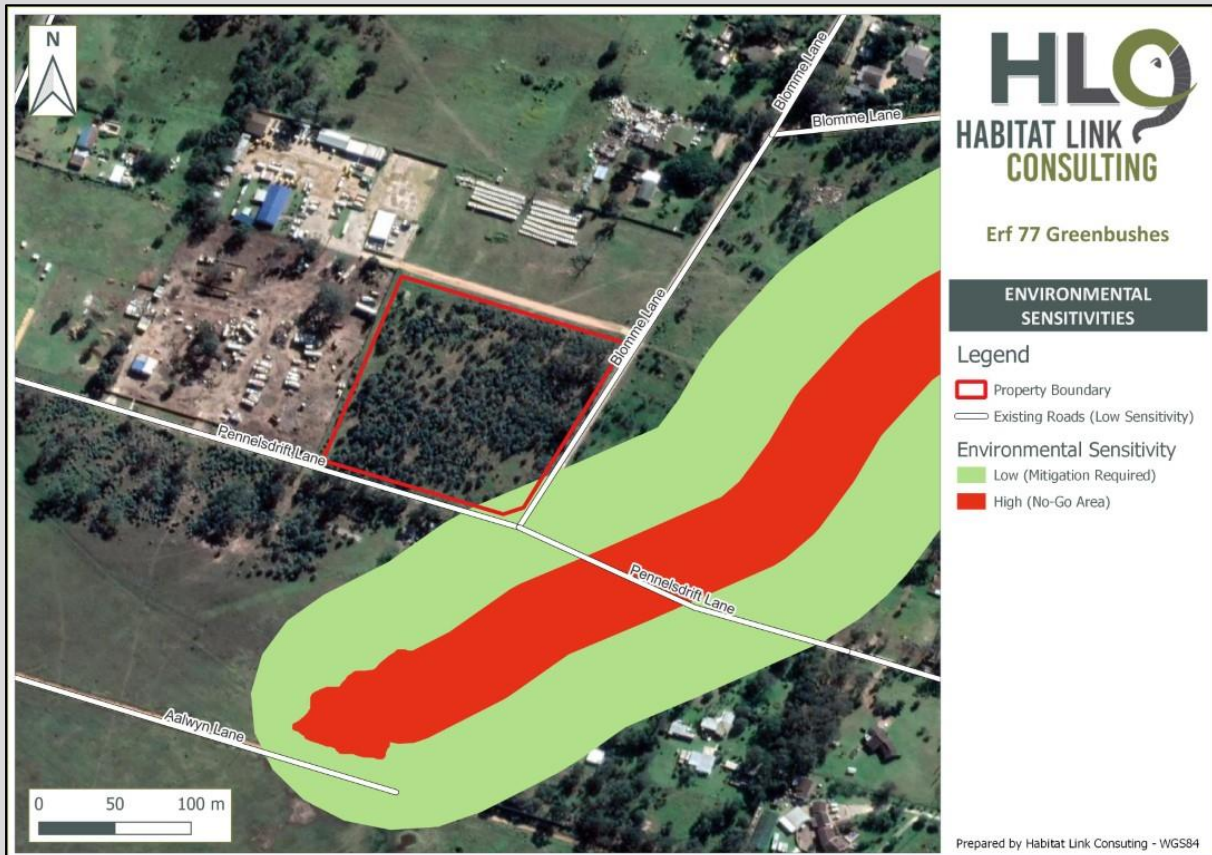 N
Blomme Lane
Blomme Lane
Blomme Lane
Pennelsdrift Lane
Pennelsdrift Lane
Aalwyn Lane
0 50 100 m
HLC
HABITAT LINK
CONSULTING
Erf 77 Greenbushes
ENVIRONMENTAL
SENSITIVITIES
Legend
Property Boundary
Existing Roads (Low Sensitivity)
Environmental Sensitivity
Low (Mitigation Required)
High (No-Go Area)
Prepared by Habitat Link Consuting - WGS84